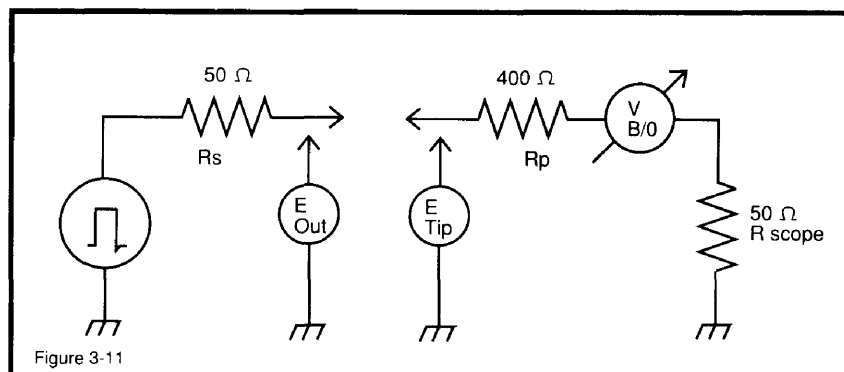 50 Ω
Rs
E
Out
400 Ω
Rp
E
Tip
V
B/0
50 Ω
R scope
Figure 3-11